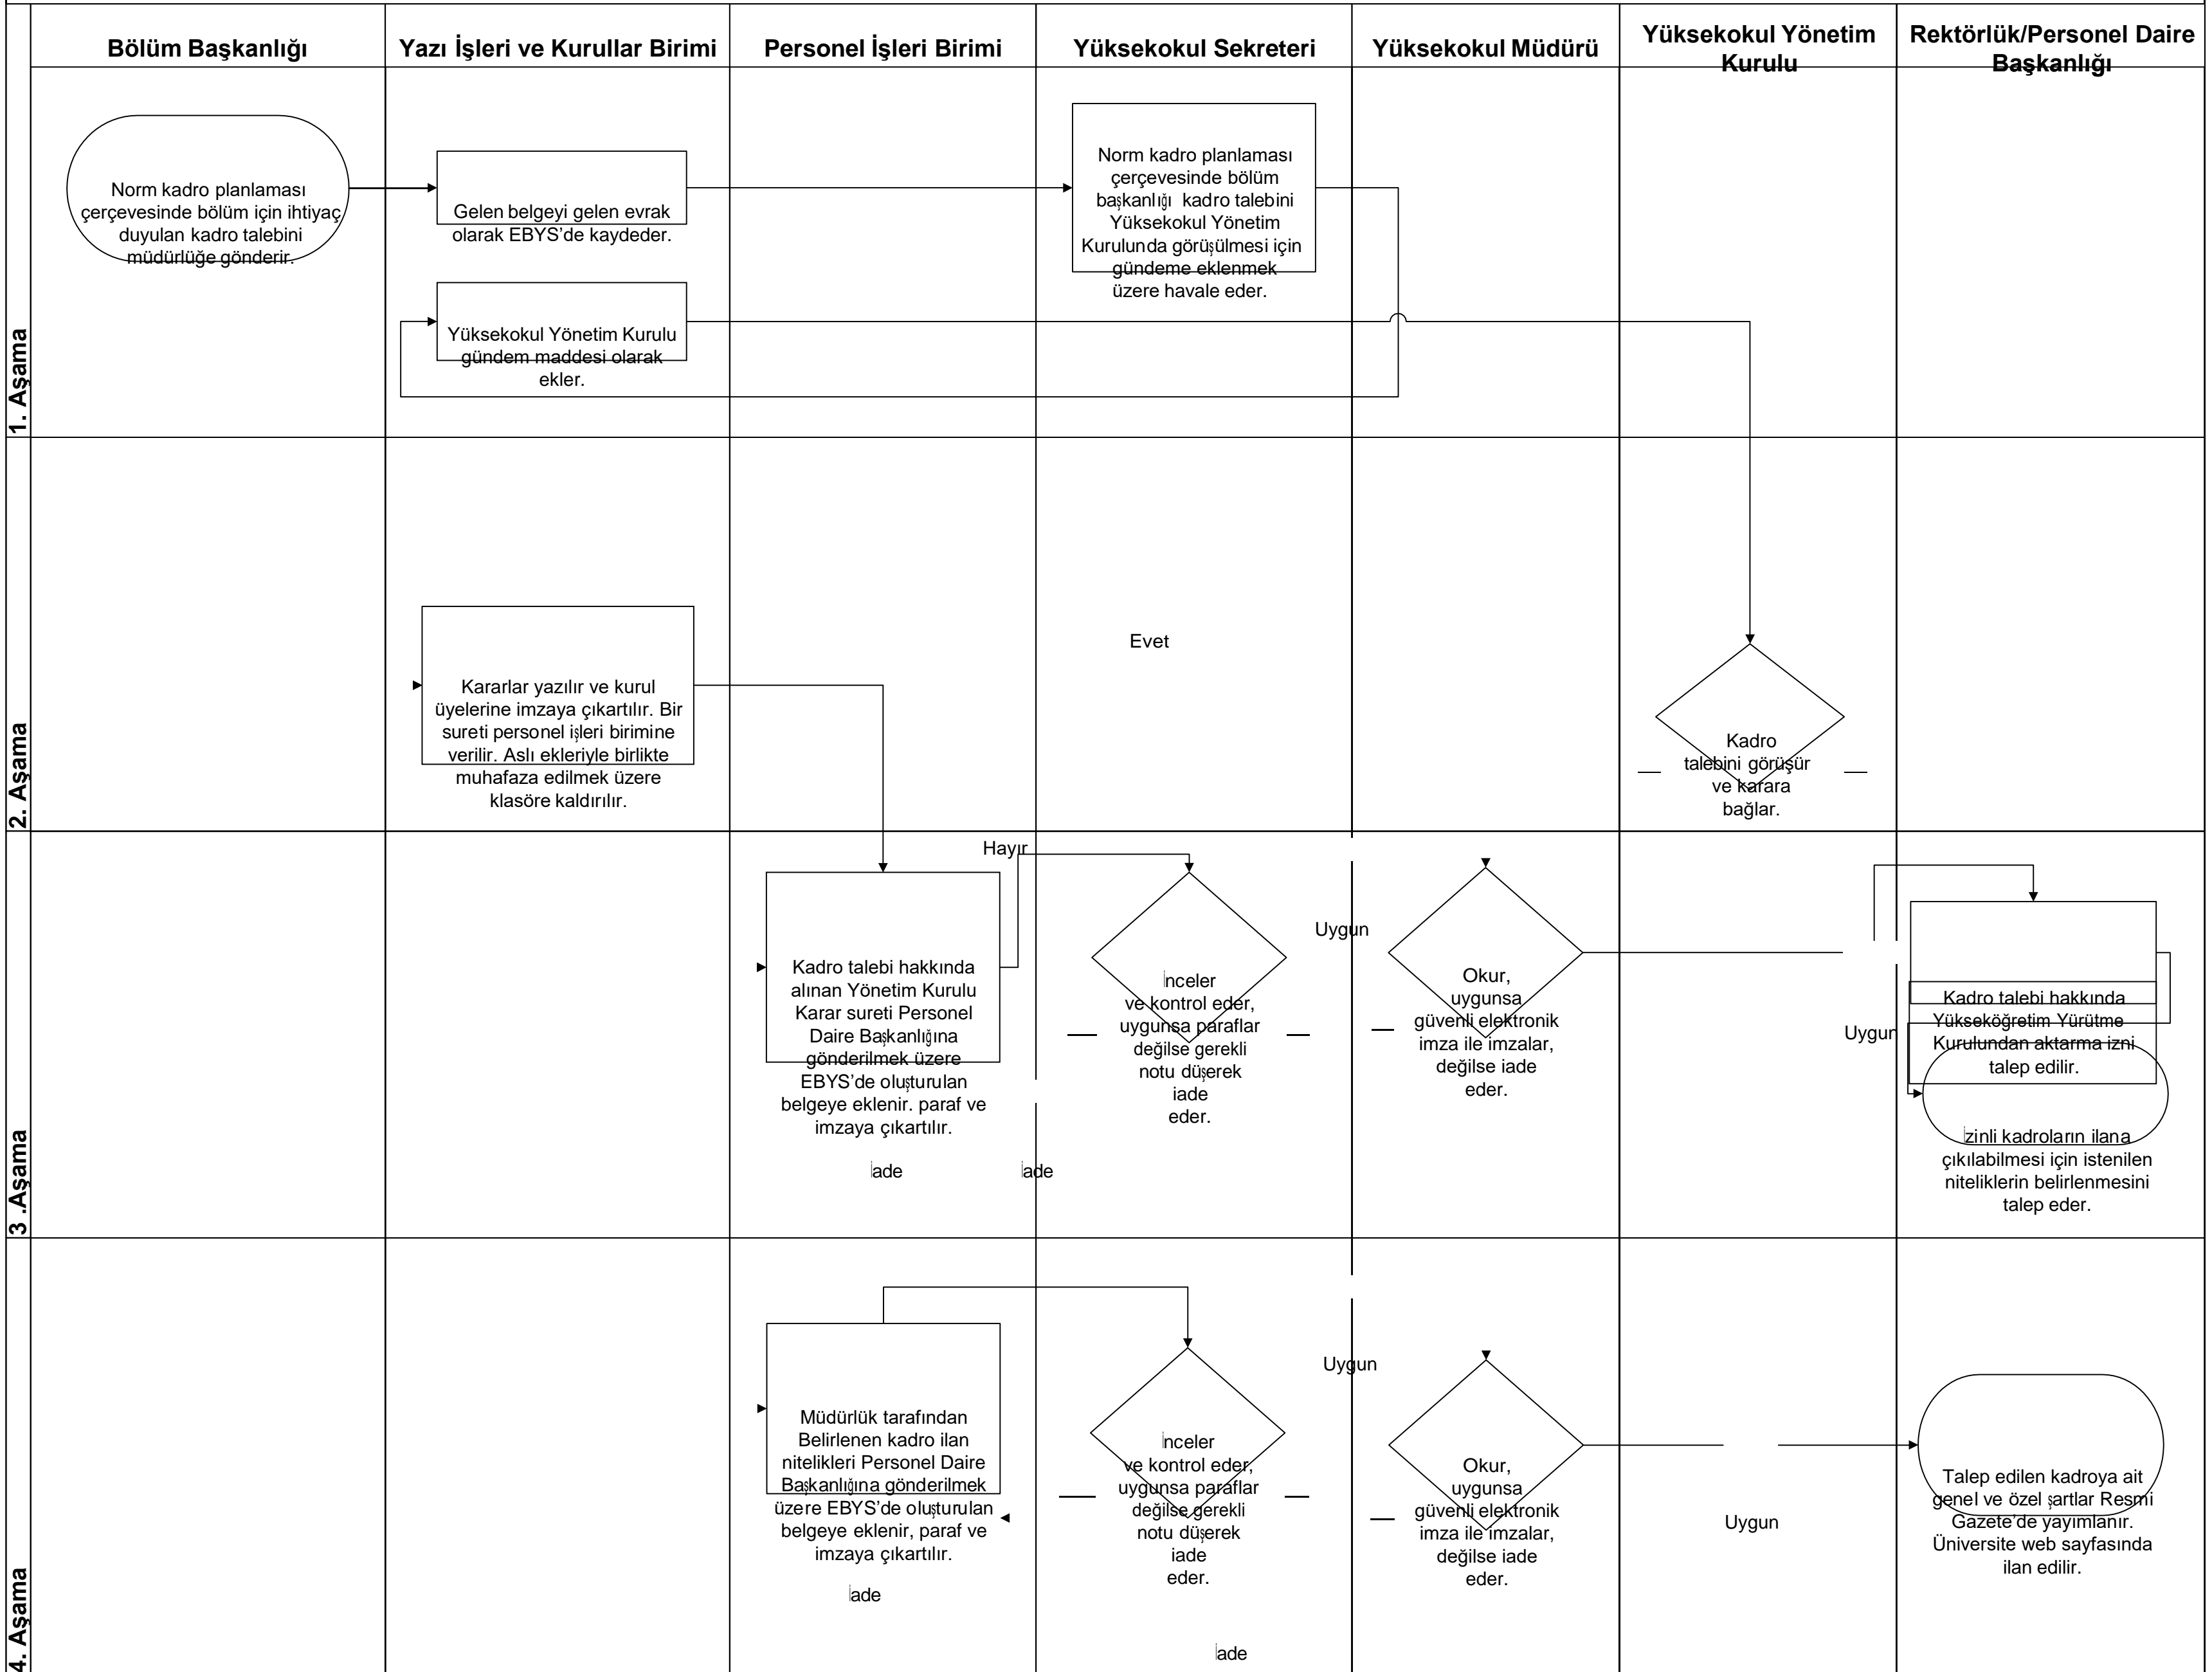 Bölüm Başkanlığı
Yazı İşleri ve Kurullar Birimi
Personel İşleri Birimi
Yüksekokul Sekreteri
Yüksekokul Müdürü
Yüksekokul Yönetim
Kurulu
Rektörlük/Personel Daire
Başkanlığı
1. Aşama
Norm kadro planlaması
çerçevesinde bölüm için ihtiyaç
duyulan kadro talebini
müdürlüğe gönderir.
Gelen belgeyi gelen evrak
olarak EBYS’de kaydeder.
Norm kadro planlaması
çerçevesinde bölüm
başkanlığı kadro talebini
Yüksekokul Yönetim
Kurulunda görüşülmesi için
gündeme eklenmek
üzere havale eder.
Yüksekokul Yönetim Kurulu
gündem maddesi olarak
ekler.
2. Aşama
Kararlar yazılır ve kurul
üyelerine imzaya çıkartılır. Bir
sureti personel işleri birimine
verilir. Aslı ekleriyle birlikte
muhafaza edilmek üzere
klasöre kaldırılır.
Evet
Kadro
talebini görüşür
ve karara
bağlar.
3 .Aşama
Hayır
Kadro talebi hakkında
alınan Yönetim Kurulu
Karar sureti Personel
Daire Başkanlığına
gönderilmek üzere
EBYS’de oluşturulan
belgeye eklenir. paraf ve
imzaya çıkartılır.
İade
İade
İnceler
ve kontrol eder,
uygunsa paraflar
değilse gerekli
notu düşerek
iade
eder.
Uygun
Okur,
uygunsa
güvenli elektronik
imza ile imzalar,
değilse iade
eder.
Uygun
Kadro talebi hakkında
Yükseköğretim Yürütme
Kurulundan aktarma izni
talep edilir.
İzinli kadroların ilana
çıkılabilmesi için istenilen
niteliklerin belirlenmesini
talep eder.
4. Aşama
Müdürlük tarafından
Belirlenen kadro ilan
nitelikleri Personel Daire
Başkanlığına gönderilmek
üzere EBYS’de oluşturulan
belgeye eklenir, paraf ve
imzaya çıkartılır.
İade
İnceler
ve kontrol eder,
uygunsa paraflar
değilse gerekli
notu düşerek
iade
eder.
İade
Uygun
Okur,
uygunsa
güvenli elektronik
imza ile imzalar,
değilse iade
eder.
Uygun
Talep edilen kadroya ait
genel ve özel şartlar Resmi
Gazete’de yayımlanır.
Üniversite web sayfasında
ilan edilir.